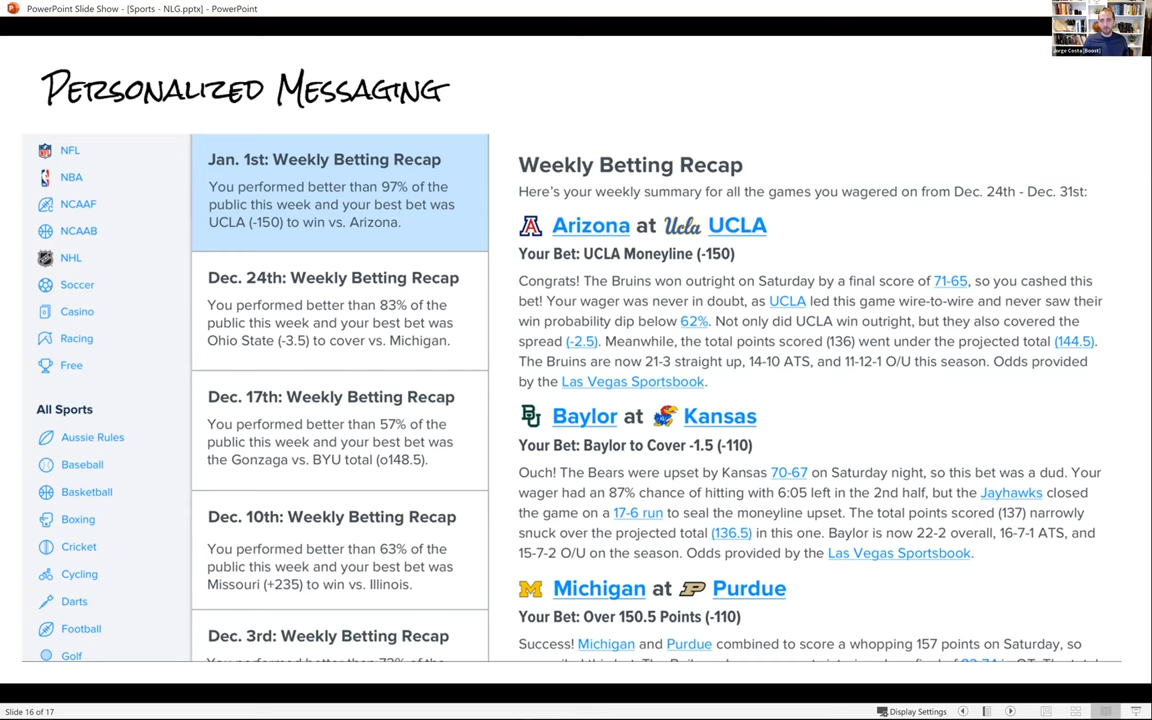 PowerPoint Slide Show - [Sports - NLG.pptx] - PowerPoint
Jorge Costa [Boost]
Personalized Messaging
NFL
NBA
NCAAF
NCAAB
NHL
Soccer
Casino
Racing
Free
All Sports
Aussie Rules
Baseball
Basketball
Boxing
Cricket
Cycling
Darts
Football
Golf
Jan. 1st: Weekly Betting Recap
You performed better than 97% of the
public this week and your best bet was
UCLA (-150) to win vs. Arizona.
Dec. 24th: Weekly Betting Recap
You performed better than 83% of the
public this week and your best bet was
Ohio State (-3.5) to cover vs. Michigan.
Dec. 17th: Weekly Betting Recap
You performed better than 57% of the
public this week and your best bet was
the Gonzaga vs. BYU total (o148.5).
Dec. 10th: Weekly Betting Recap
You performed better than 63% of the
public this week and your best bet was
Missouri (+235) to win vs. Illinois.
Dec. 3rd: Weekly Betting Recap
Weekly Betting Recap
Here's your weekly summary for all the games you wagered on from Dec. 24th - Dec. 31st:
Arizona at Ucla UCLA
Your Bet: UCLA Moneyline (-150)
Congrats! The Bruins won outright on Saturday by a final score of 71-65, so you cashed this
bet! Your wager was never in doubt, as UCLA led this game wire-to-wire and never saw their
win probability dip below 62%. Not only did UCLA win outright, but they also covered the
spread (-2.5). Meanwhile, the total points scored (136) went under the projected total (144.5).
The Bruins are now 21-3 straight up, 14-10 ATS, and 11-12-1 O/U this season. Odds provided
by the Las Vegas Sportsbook.
Baylor at Kansas
Your Bet: Baylor to Cover -1.5 (-110)
Ouch! The Bears were upset by Kansas 70-67 on Saturday night, so this bet was a dud. Your
wager had an 87% chance of hitting with 6:05 left in the 2nd half, but the Jayhawks closed
the game on a 17-6 run to seal the moneyline upset. The total points scored (137) narrowly
snuck over the projected total (136.5) in this one. Baylor is now 22-2 overall, 16-7-1 ATS, and
15-7-2 O/U on the season. Odds provided by the Las Vegas Sportsbook.
Michigan at Purdue
Your Bet: Over 150.5 Points (-110)
Success! Michigan and Purdue combined to score a whopping 157 points on Saturday, so
Slide 16 of 17
Display Settings